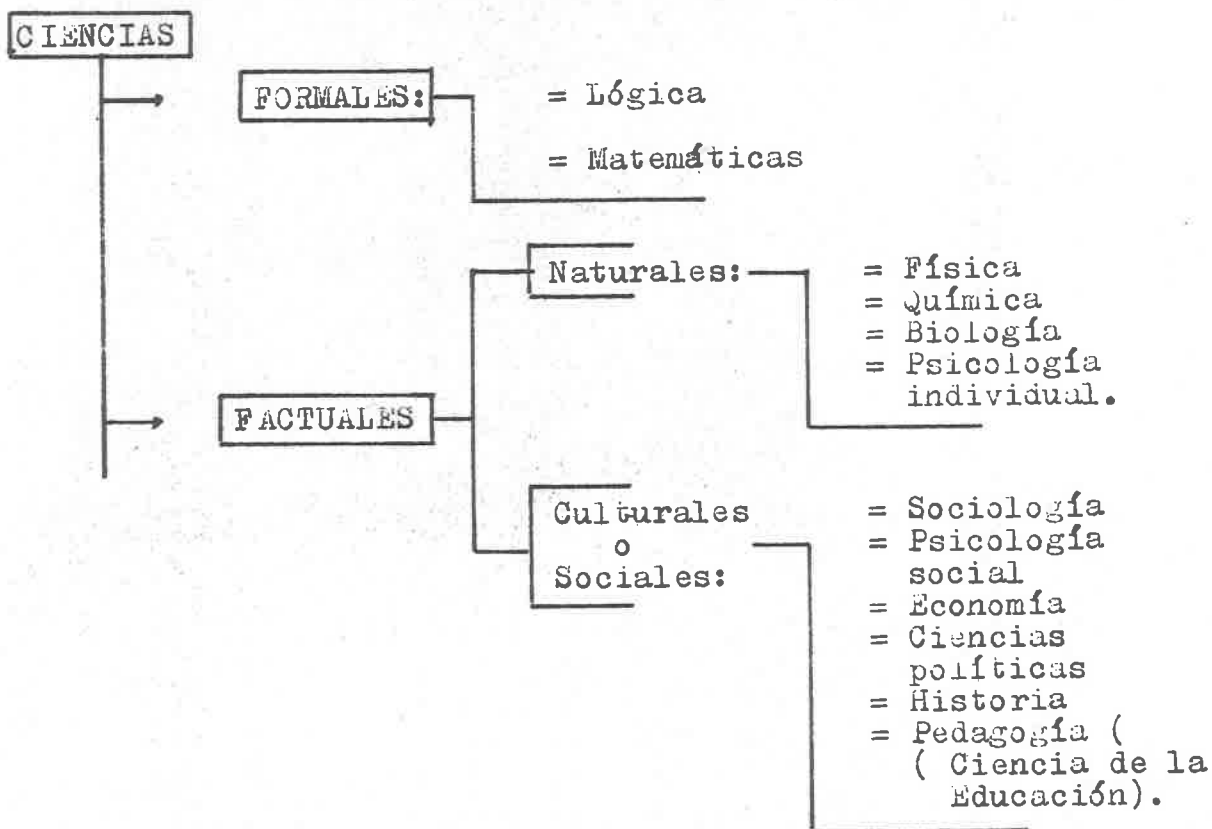 CIENCIAS
FORMALES:
= Lógica
= Matemáticas
FACTUALES
Naturales:
= Física
= Química
= Biología
= Psicología
individual.
Culturales
o
Sociales:
= Sociología
= Psicología
social
= Economía
= Ciencias
políticas
= Historia
= Pedagogía (
( Ciencia de la
Educación).